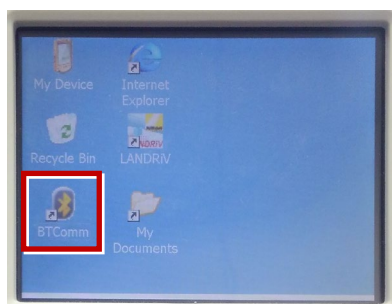 My Device
Internet
Explorer
Recycle Bin
LANDRiV
BTComm
My
Documents